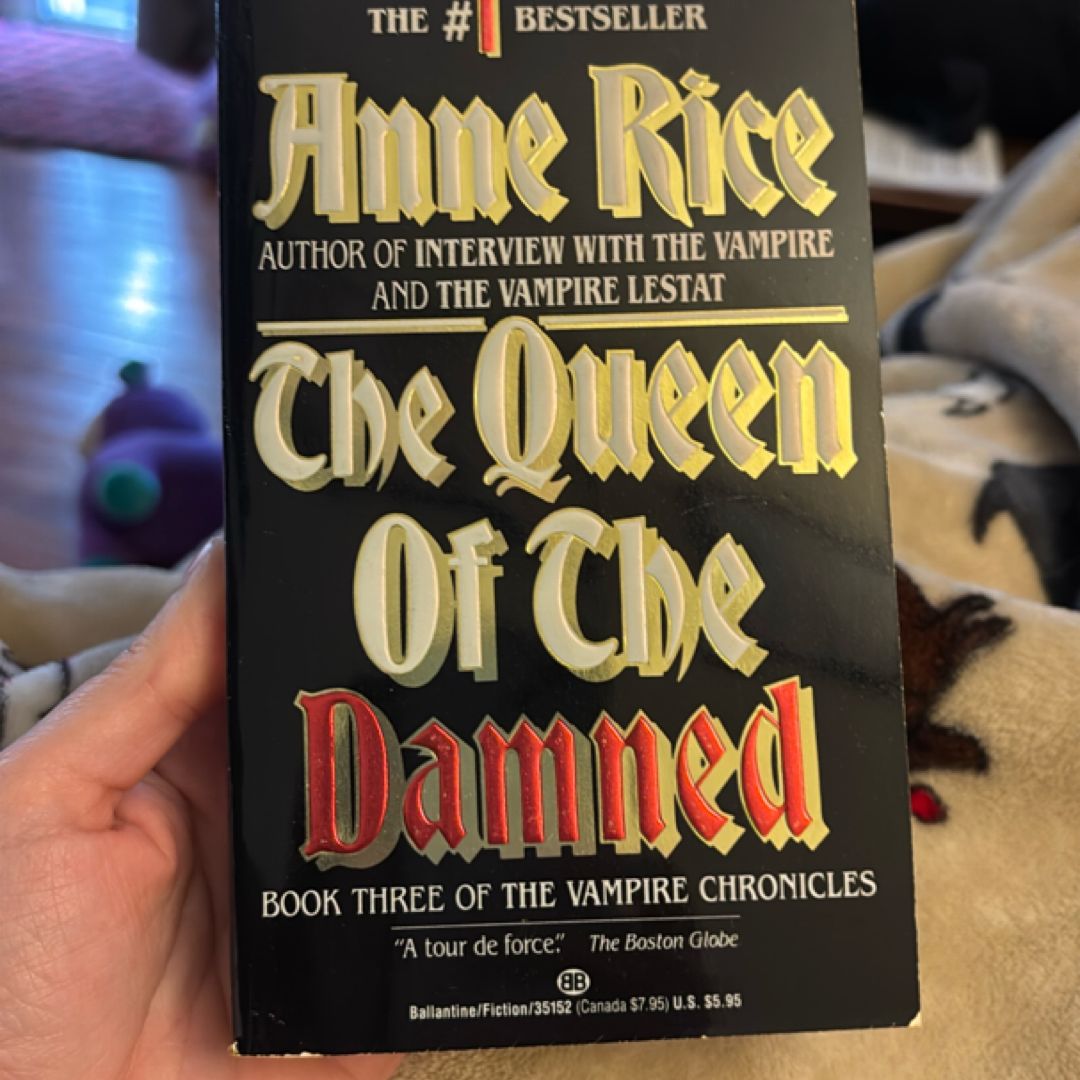 THE #1 BESTSELLER
Anne Rice
AUTHOR OF INTERVIEW WITH THE VAMPIRE
AND THE VAMPIRE LESTAT
The Queen
Of The
Damned
BOOK THREE OF THE VAMPIRE CHRONICLES
“A tour de force.” The Boston Globe
BB
Ballantine/Fiction/35152 (Canada $7.95) U.S. $5.95